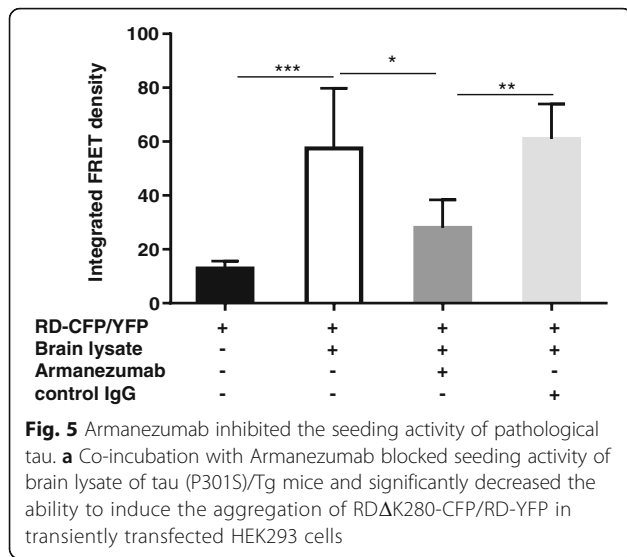 100
80
60
40
20
0
Integrated FRET density
***
*
**
RD-CFP/YFP + + + +
Brain lysate - + + +
Armanezumab - - + -
control IgG - - - +
Fig. 5 Armanezumab inhibited the seeding activity of pathological
tau. a Co-incubation with Armanezumab blocked seeding activity of
brain lysate of tau (P301S)/Tg mice and significantly decreased the
ability to induce the aggregation of RDΔK280-CFP/RD-YFP in
transiently transfected HEK293 cells